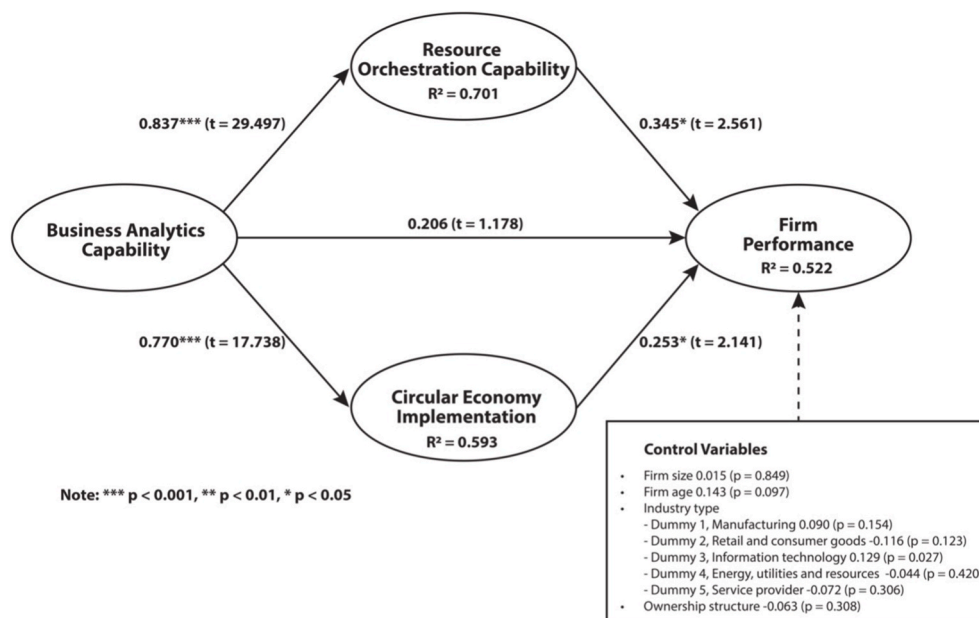 Resource
Orchestration Capability
R² = 0.701
0.837*** (t = 29.497)
0.345* (t = 2.561)
Business Analytics
Capability
0.206 (t = 1.178)
Firm
Performance
R² = 0.522
0.770*** (t = 17.738)
0.253* (t = 2.141)
Circular Economy
Implementation
R² = 0.593
Note: *** p < 0.001, ** p < 0.01, * p < 0.05
Control Variables
• Firm size 0.015 (p = 0.849)
• Firm age 0.143 (p = 0.097)
• Industry type
- Dummy 1, Manufacturing 0.090 (p = 0.154)
- Dummy 2, Retail and consumer goods -0.116 (p = 0.123)
- Dummy 3, Information technology 0.129 (p = 0.027)
- Dummy 4, Energy, utilities and resources -0.044 (p = 0.420
- Dummy 5, Service provider -0.072 (p = 0.306)
• Ownership structure -0.063 (p = 0.308)